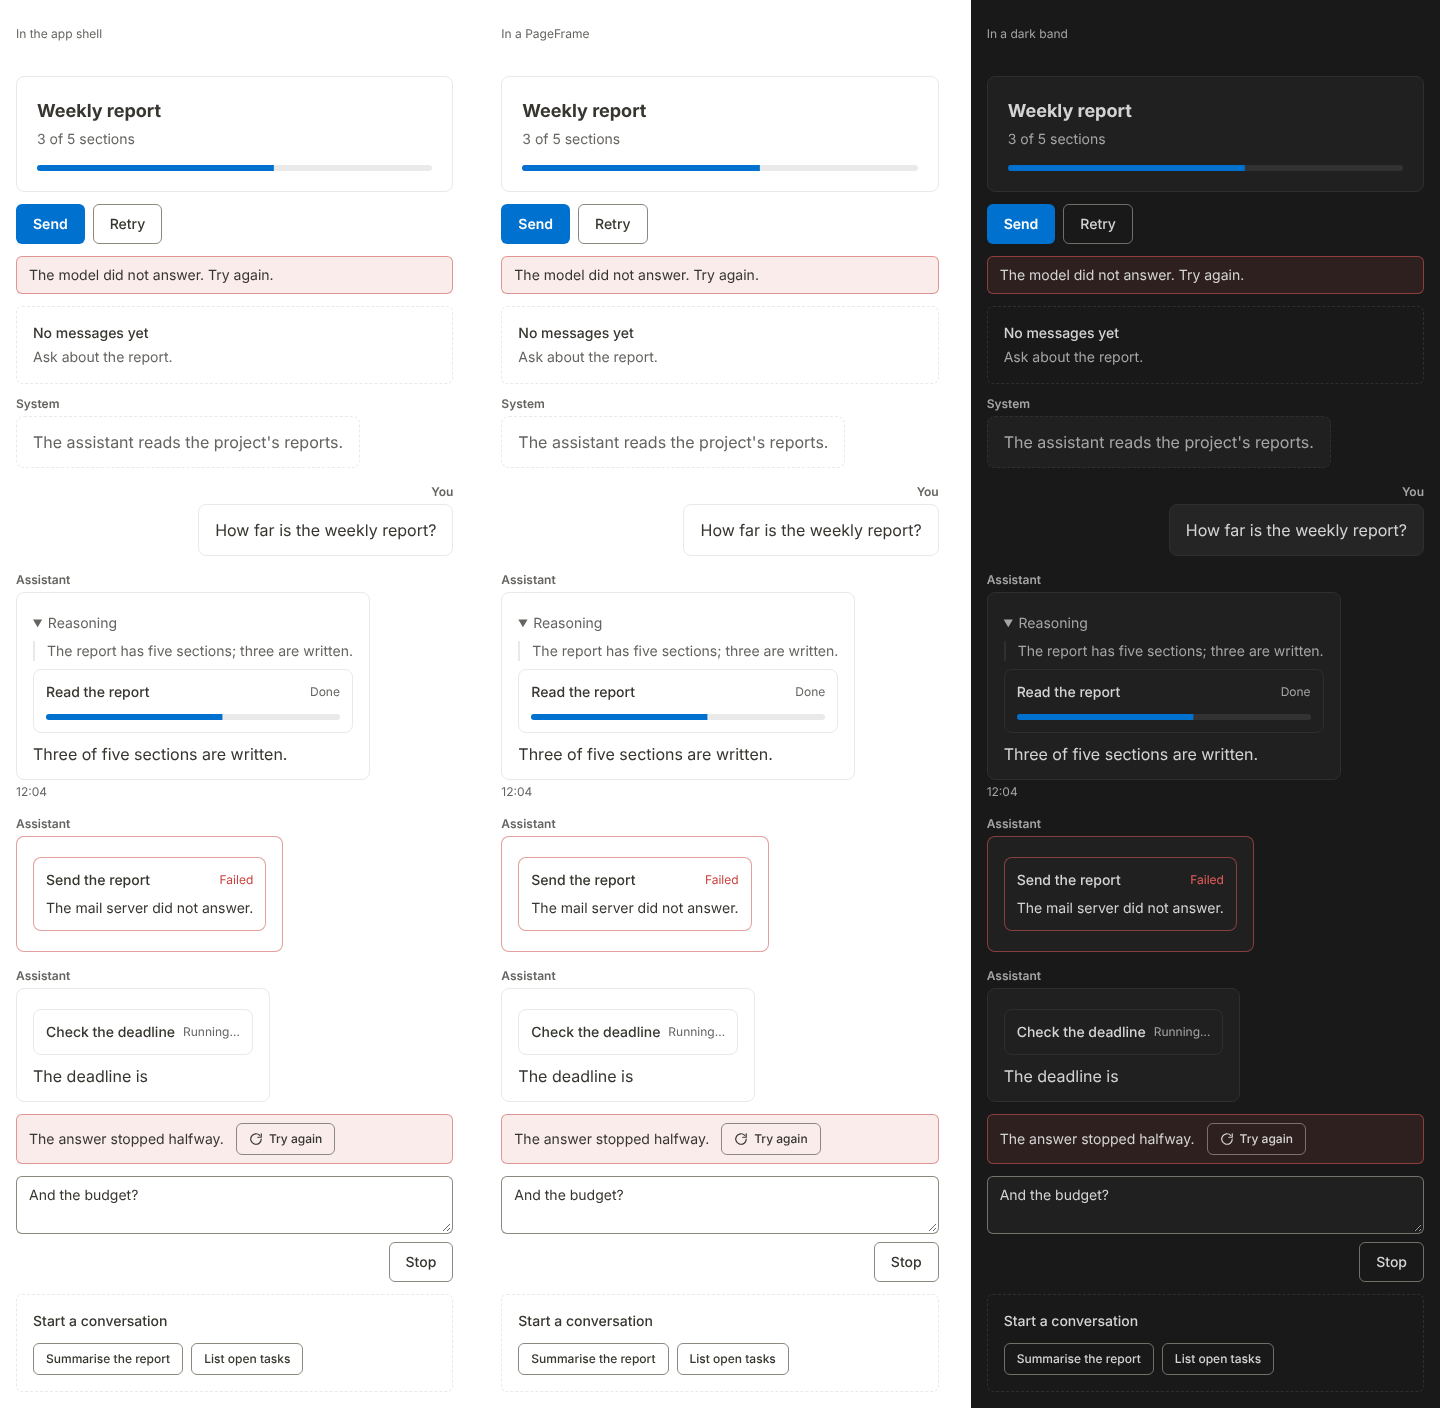 In the app shell
Weekly report
3 of 5 sections
Send
Retry
The model did not answer. Try again.
No messages yet
Ask about the report.
System
The assistant reads the project's reports.
You
How far is the weekly report?
Assistant
Reasoning
The report has five sections; three are written.
Read the report
Done
Three of five sections are written.
12:04
Assistant
Send the report
Failed
The mail server did not answer.
Assistant
Check the deadline
Running...
The deadline is
The answer stopped halfway.
Try again
And the budget?
Stop
Start a conversation
Summarise the report
List open tasks
In a PageFrame
Weekly report
3 of 5 sections
Send
Retry
The model did not answer. Try again.
No messages yet
Ask about the report.
System
The assistant reads the project's reports.
You
How far is the weekly report?
Assistant
Reasoning
The report has five sections; three are written.
Read the report
Done
Three of five sections are written.
12:04
Assistant
Send the report
Failed
The mail server did not answer.
Assistant
Check the deadline
Running...
The deadline is
The answer stopped halfway.
Try again
And the budget?
Stop
Start a conversation
Summarise the report
List open tasks
In a dark band
Weekly report
3 of 5 sections
Send
Retry
The model did not answer. Try again.
No messages yet
Ask about the report.
System
The assistant reads the project's reports.
You
How far is the weekly report?
Assistant
Reasoning
The report has five sections; three are written.
Read the report
Done
Three of five sections are written.
12:04
Assistant
Send the report
Failed
The mail server did not answer.
Assistant
Check the deadline
Running...
The deadline is
The answer stopped halfway.
Try again
And the budget?
Stop
Start a conversation
Summarise the report
List open tasks